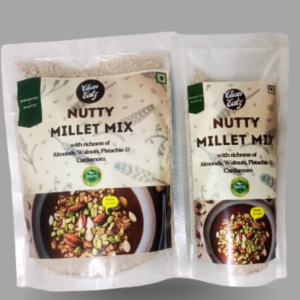 Clean
Eatz
NUTTY
MILLET MIX
with richness of
Almonds, Walnuts, Pistachio &
Cardamom
Clean
Eatz
NUTTY
MILLET MIX
with richness of
Almonds, Walnuts, Pistachio &
Cardamom